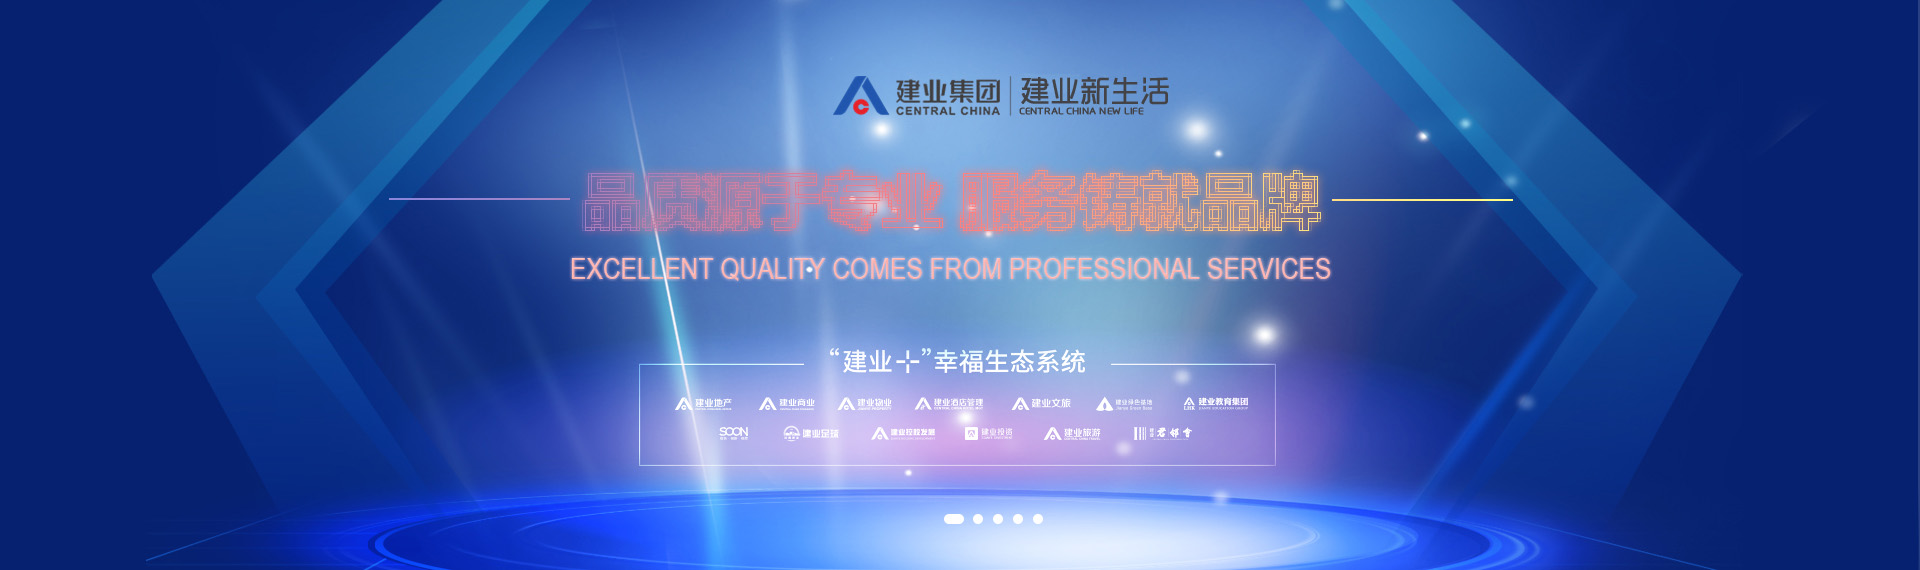 建业集团 建业新生活
CENTRAL CHINA CENTRAL CHINA NEW LIFE
品质源于专业 服务铸就品牌
EXCELLENT QUALITY COMES FROM PROFESSIONAL SERVICES
“建业+”幸福生态系统
建业地产 建业商业 建业物业 建业酒店管理 建业文旅 建业绿色基地 建业教育集团
SOON 建业足球 建业控股发展 建业投资 建业旅游 君邻会